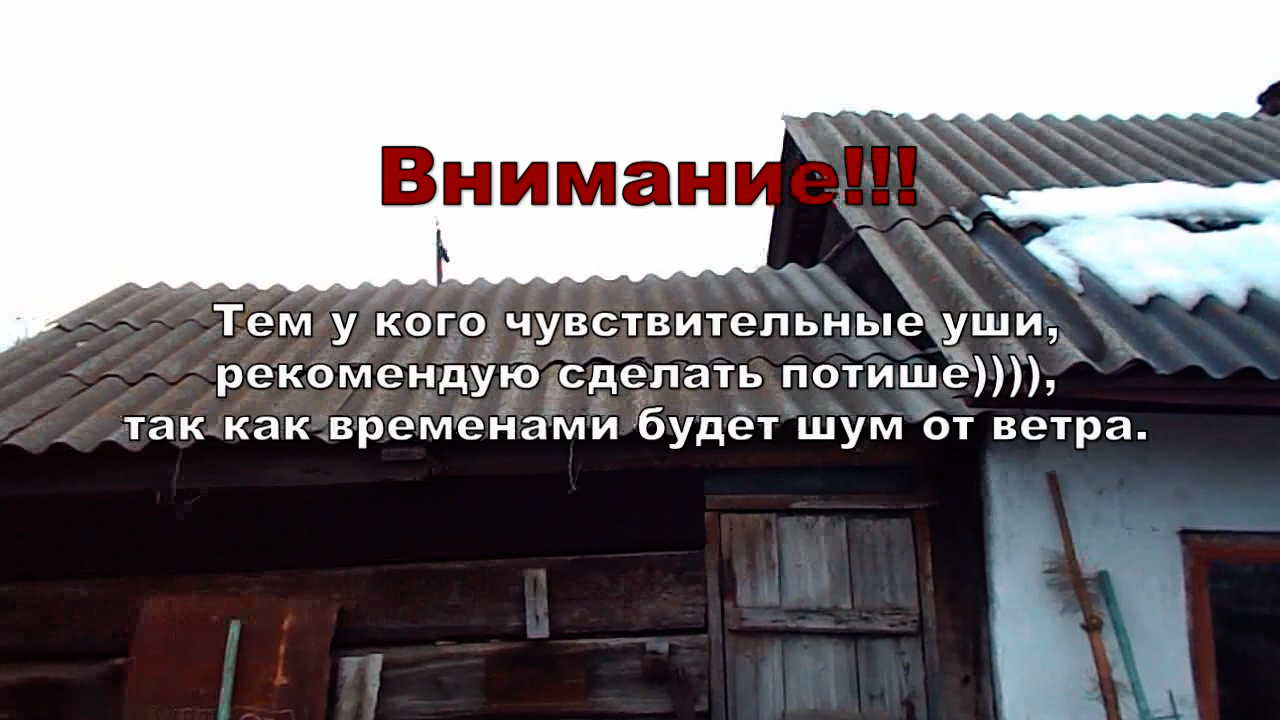 Внимание!!!
Тем у кого чувствительные уши,
рекомендую сделать потише)))),
так как временами будет шум от ветра.